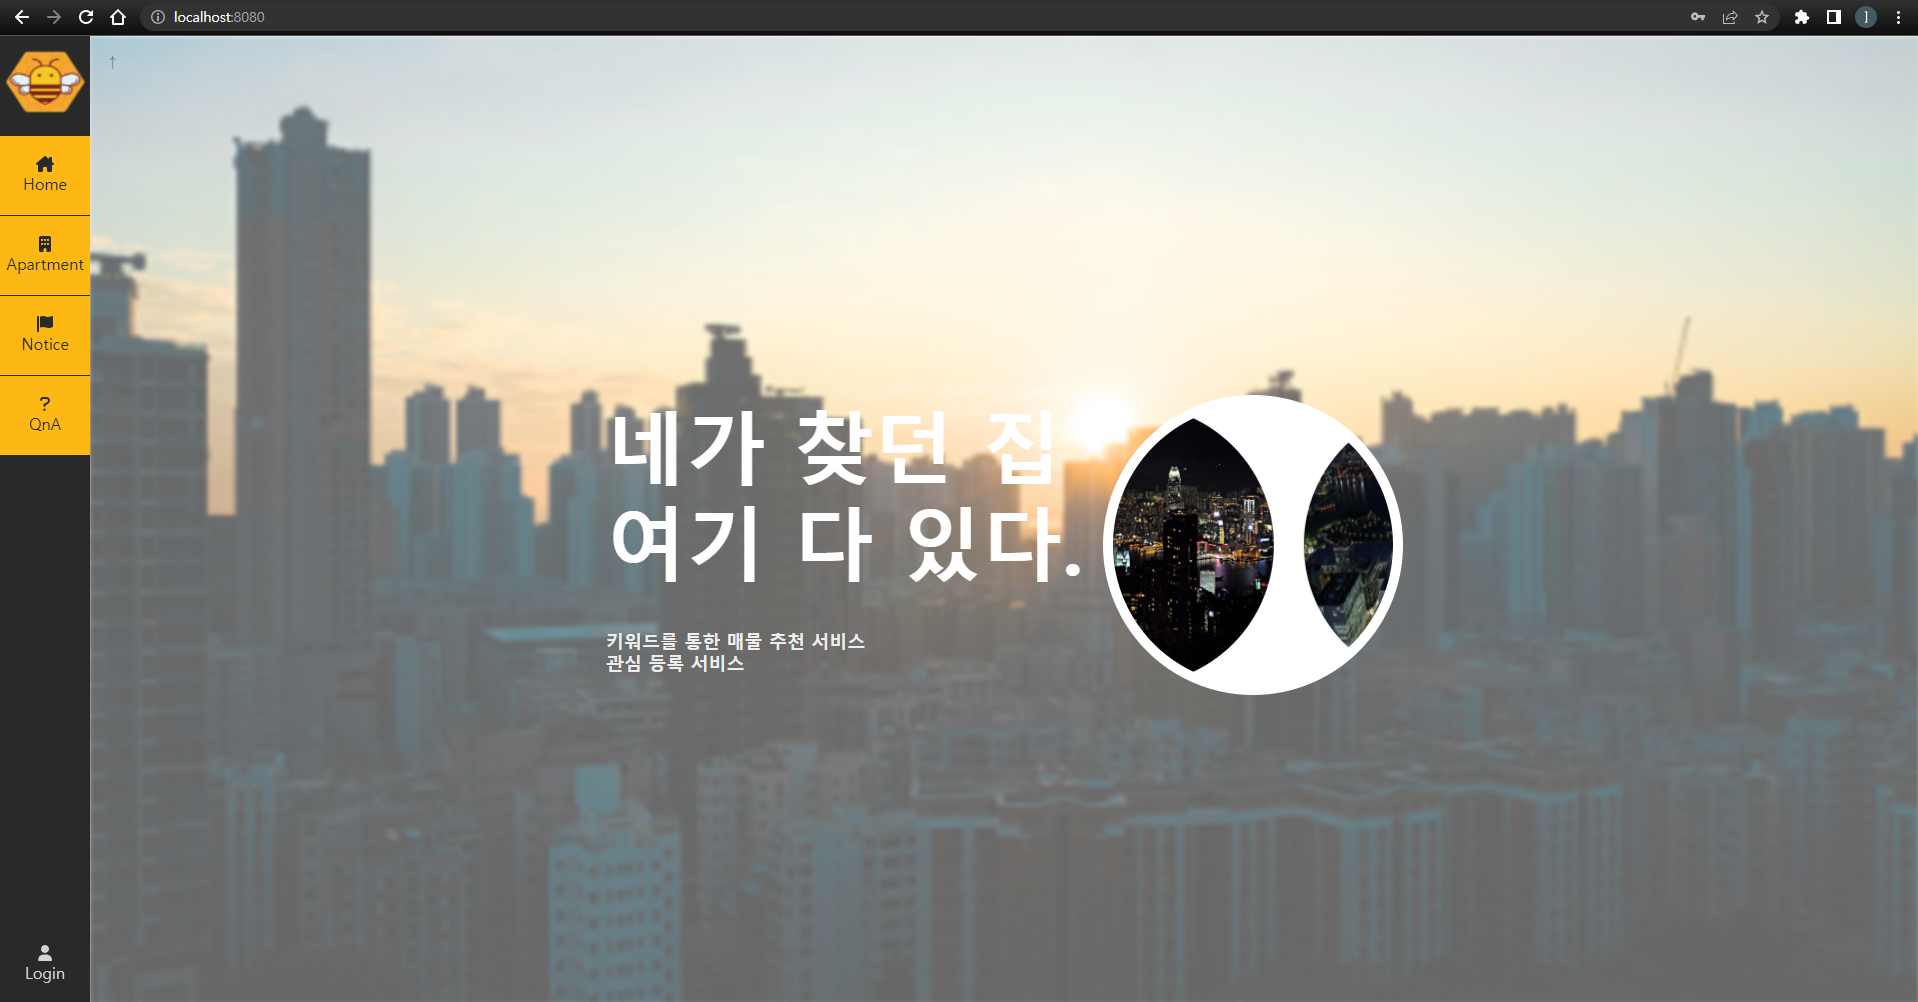 localhost:8080
↑
Home
Apartment
Notice
?
QnA
네가 찾던 집
여기 다 있다.
키워드를 통한 매물 추천 서비스
관심 등록 서비스
Login